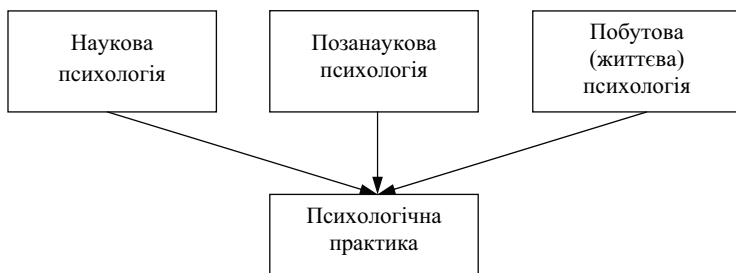 Наукова
психологія
Позанаукова
психологія
Побутова
(життєва)
психологія
Психологічна
практика